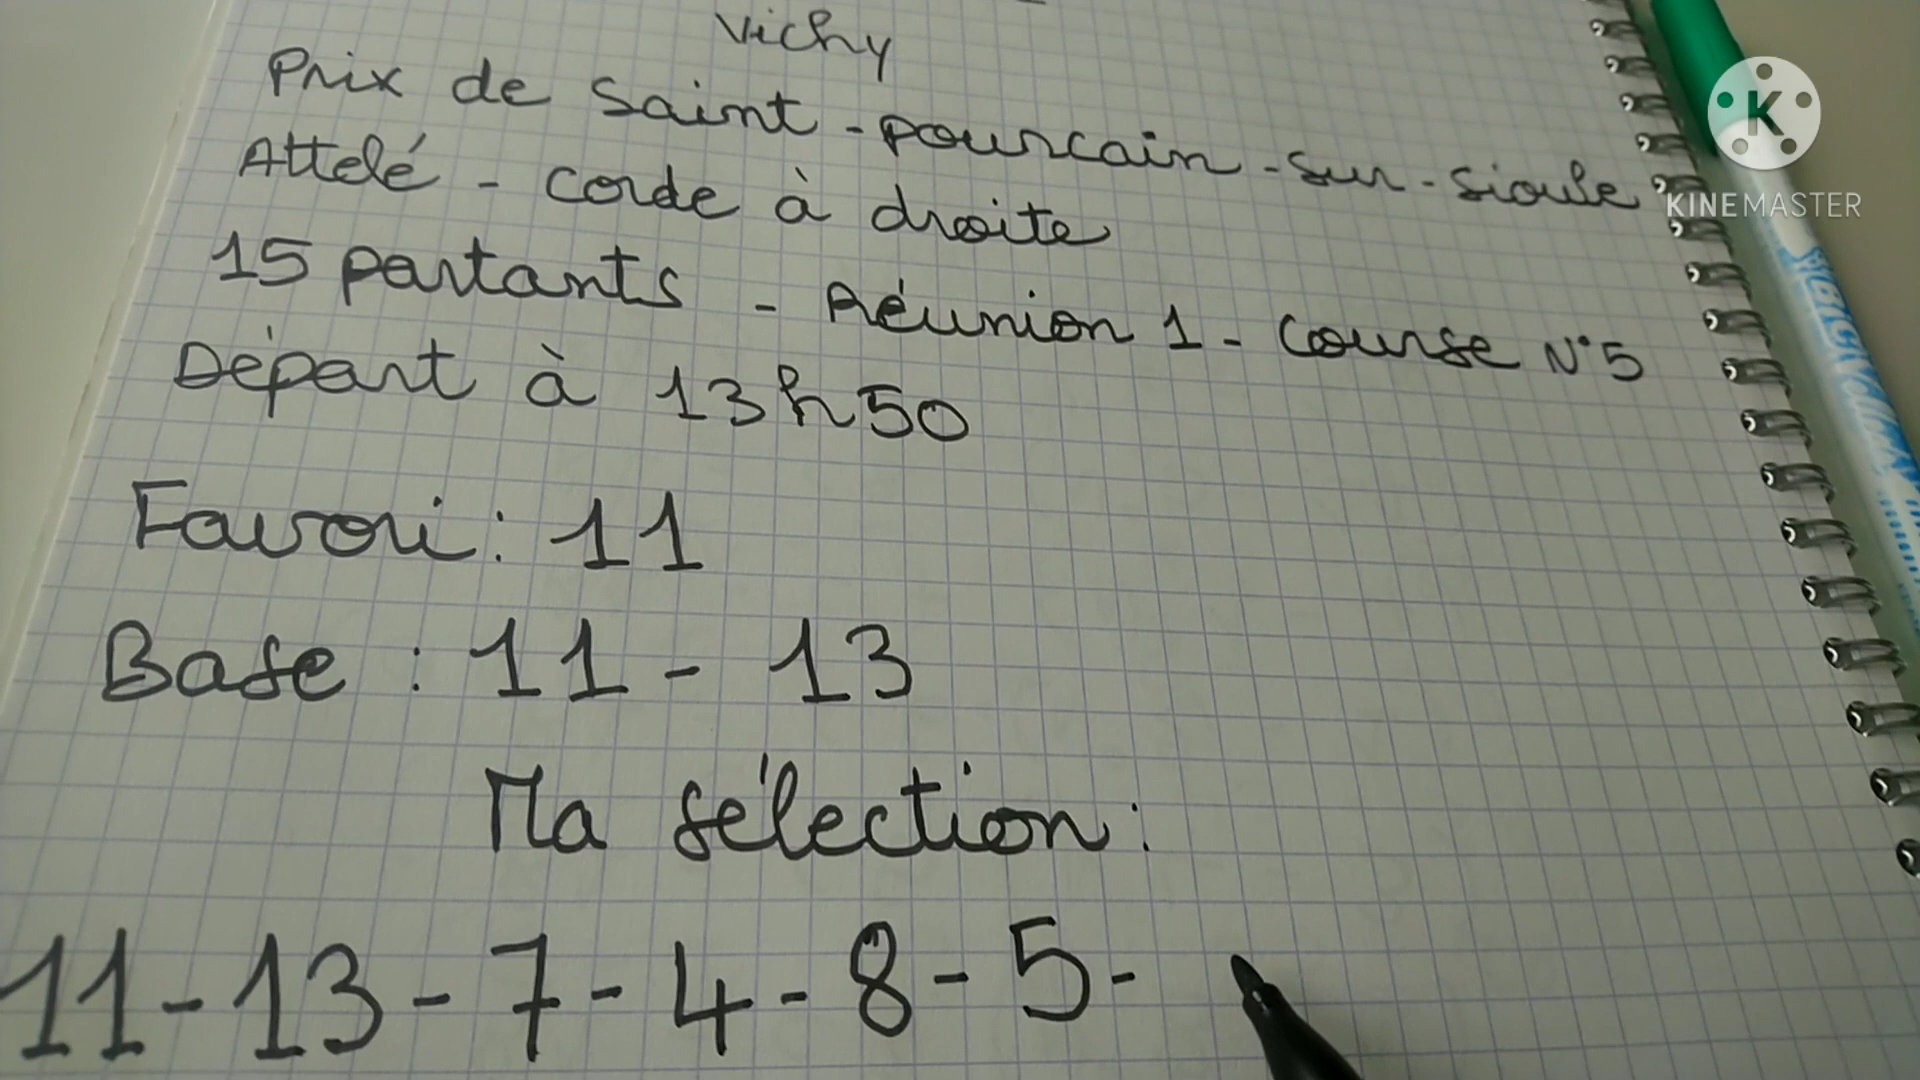 Vichy
Prix de Saint-pourcain-sur-sioule
Attelé - corde à droite
15 partants - Réunion 1 - course N°5
Départ à 13h50
Favori : 11
Base : 11 - 13
Ma sélection :
11 - 13 - 7 - 4 - 8 - 5 -
K
KINEMASTER